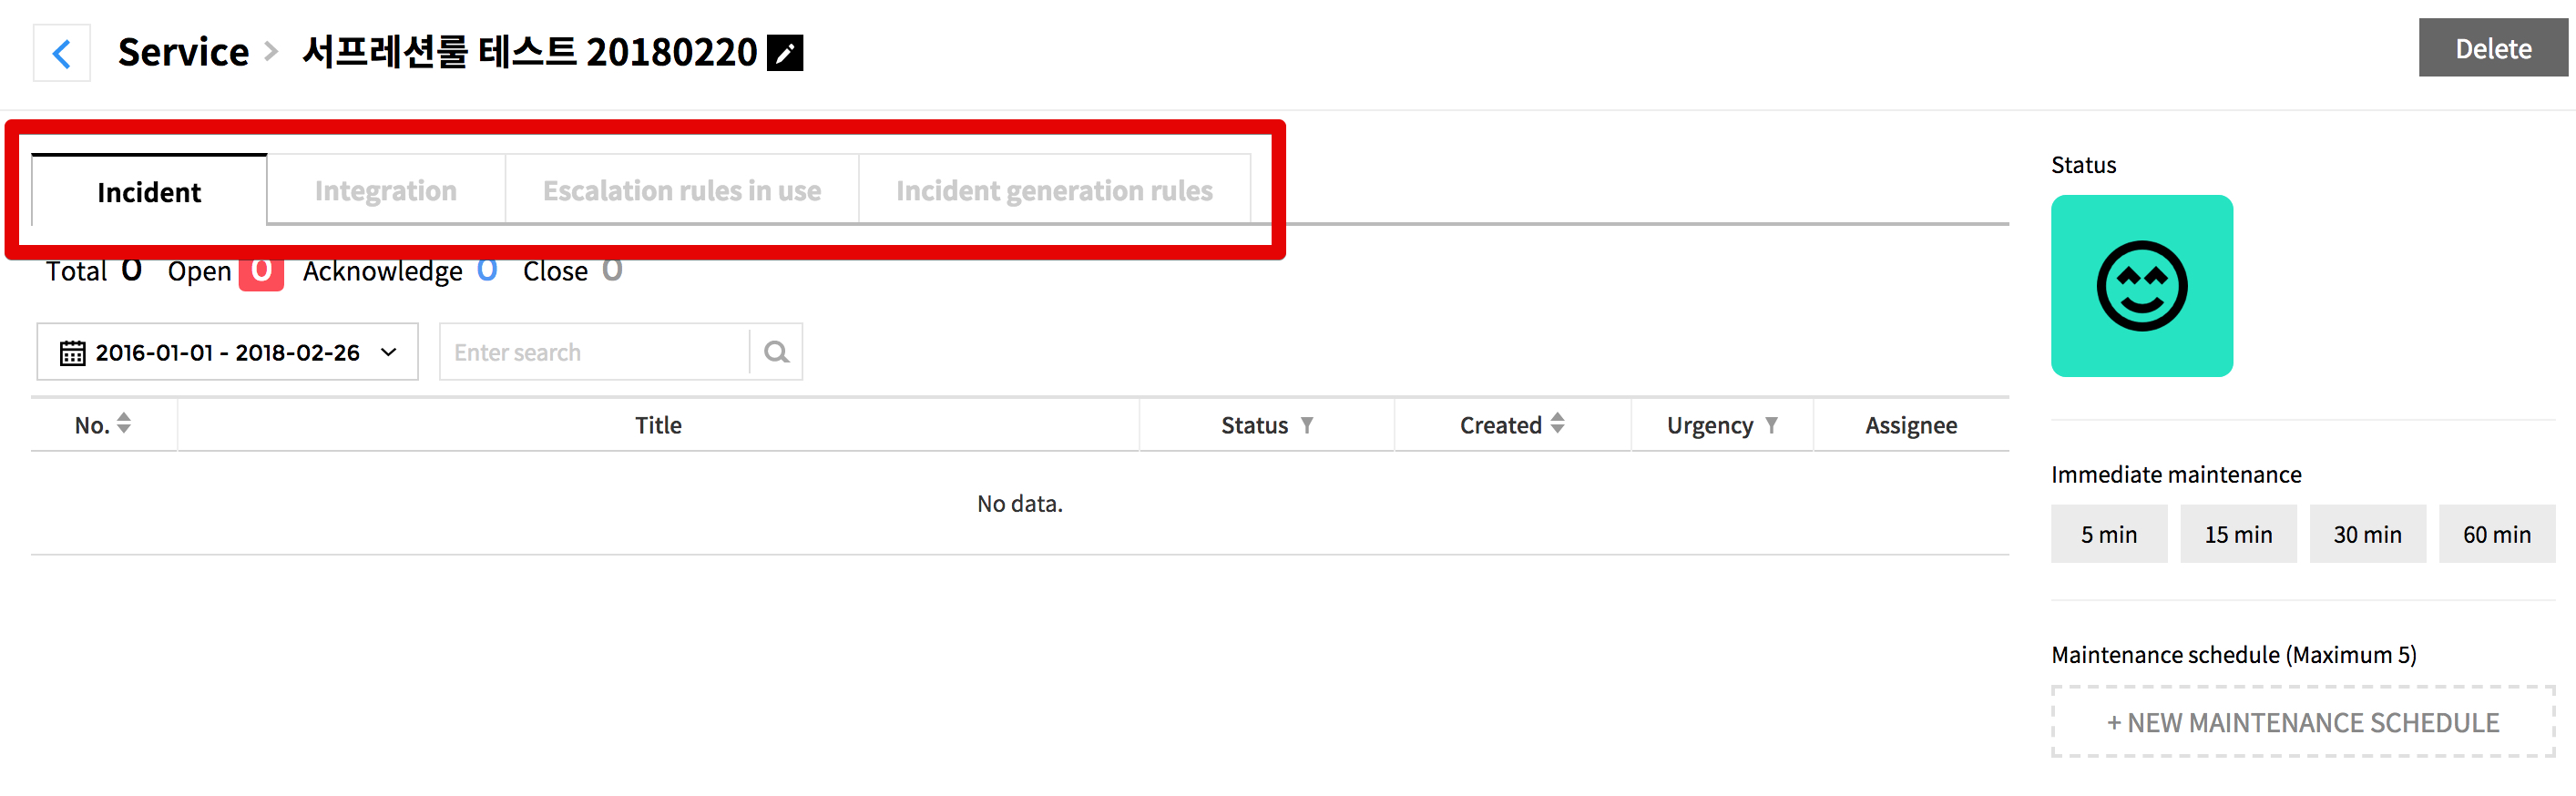 Service > 서프레션룰 테스트 20180220
Delete
Incident Integration Escalation rules in use Incident generation rules
Total 0 Open 0 Acknowledge 0 Close 0
2016-01-01 - 2018-02-26 Enter search
No. Title Status Created Urgency Assignee
No data.
Status
Immediate maintenance
5 min 15 min 30 min 60 min
Maintenance schedule (Maximum 5)
+ NEW MAINTENANCE SCHEDULE